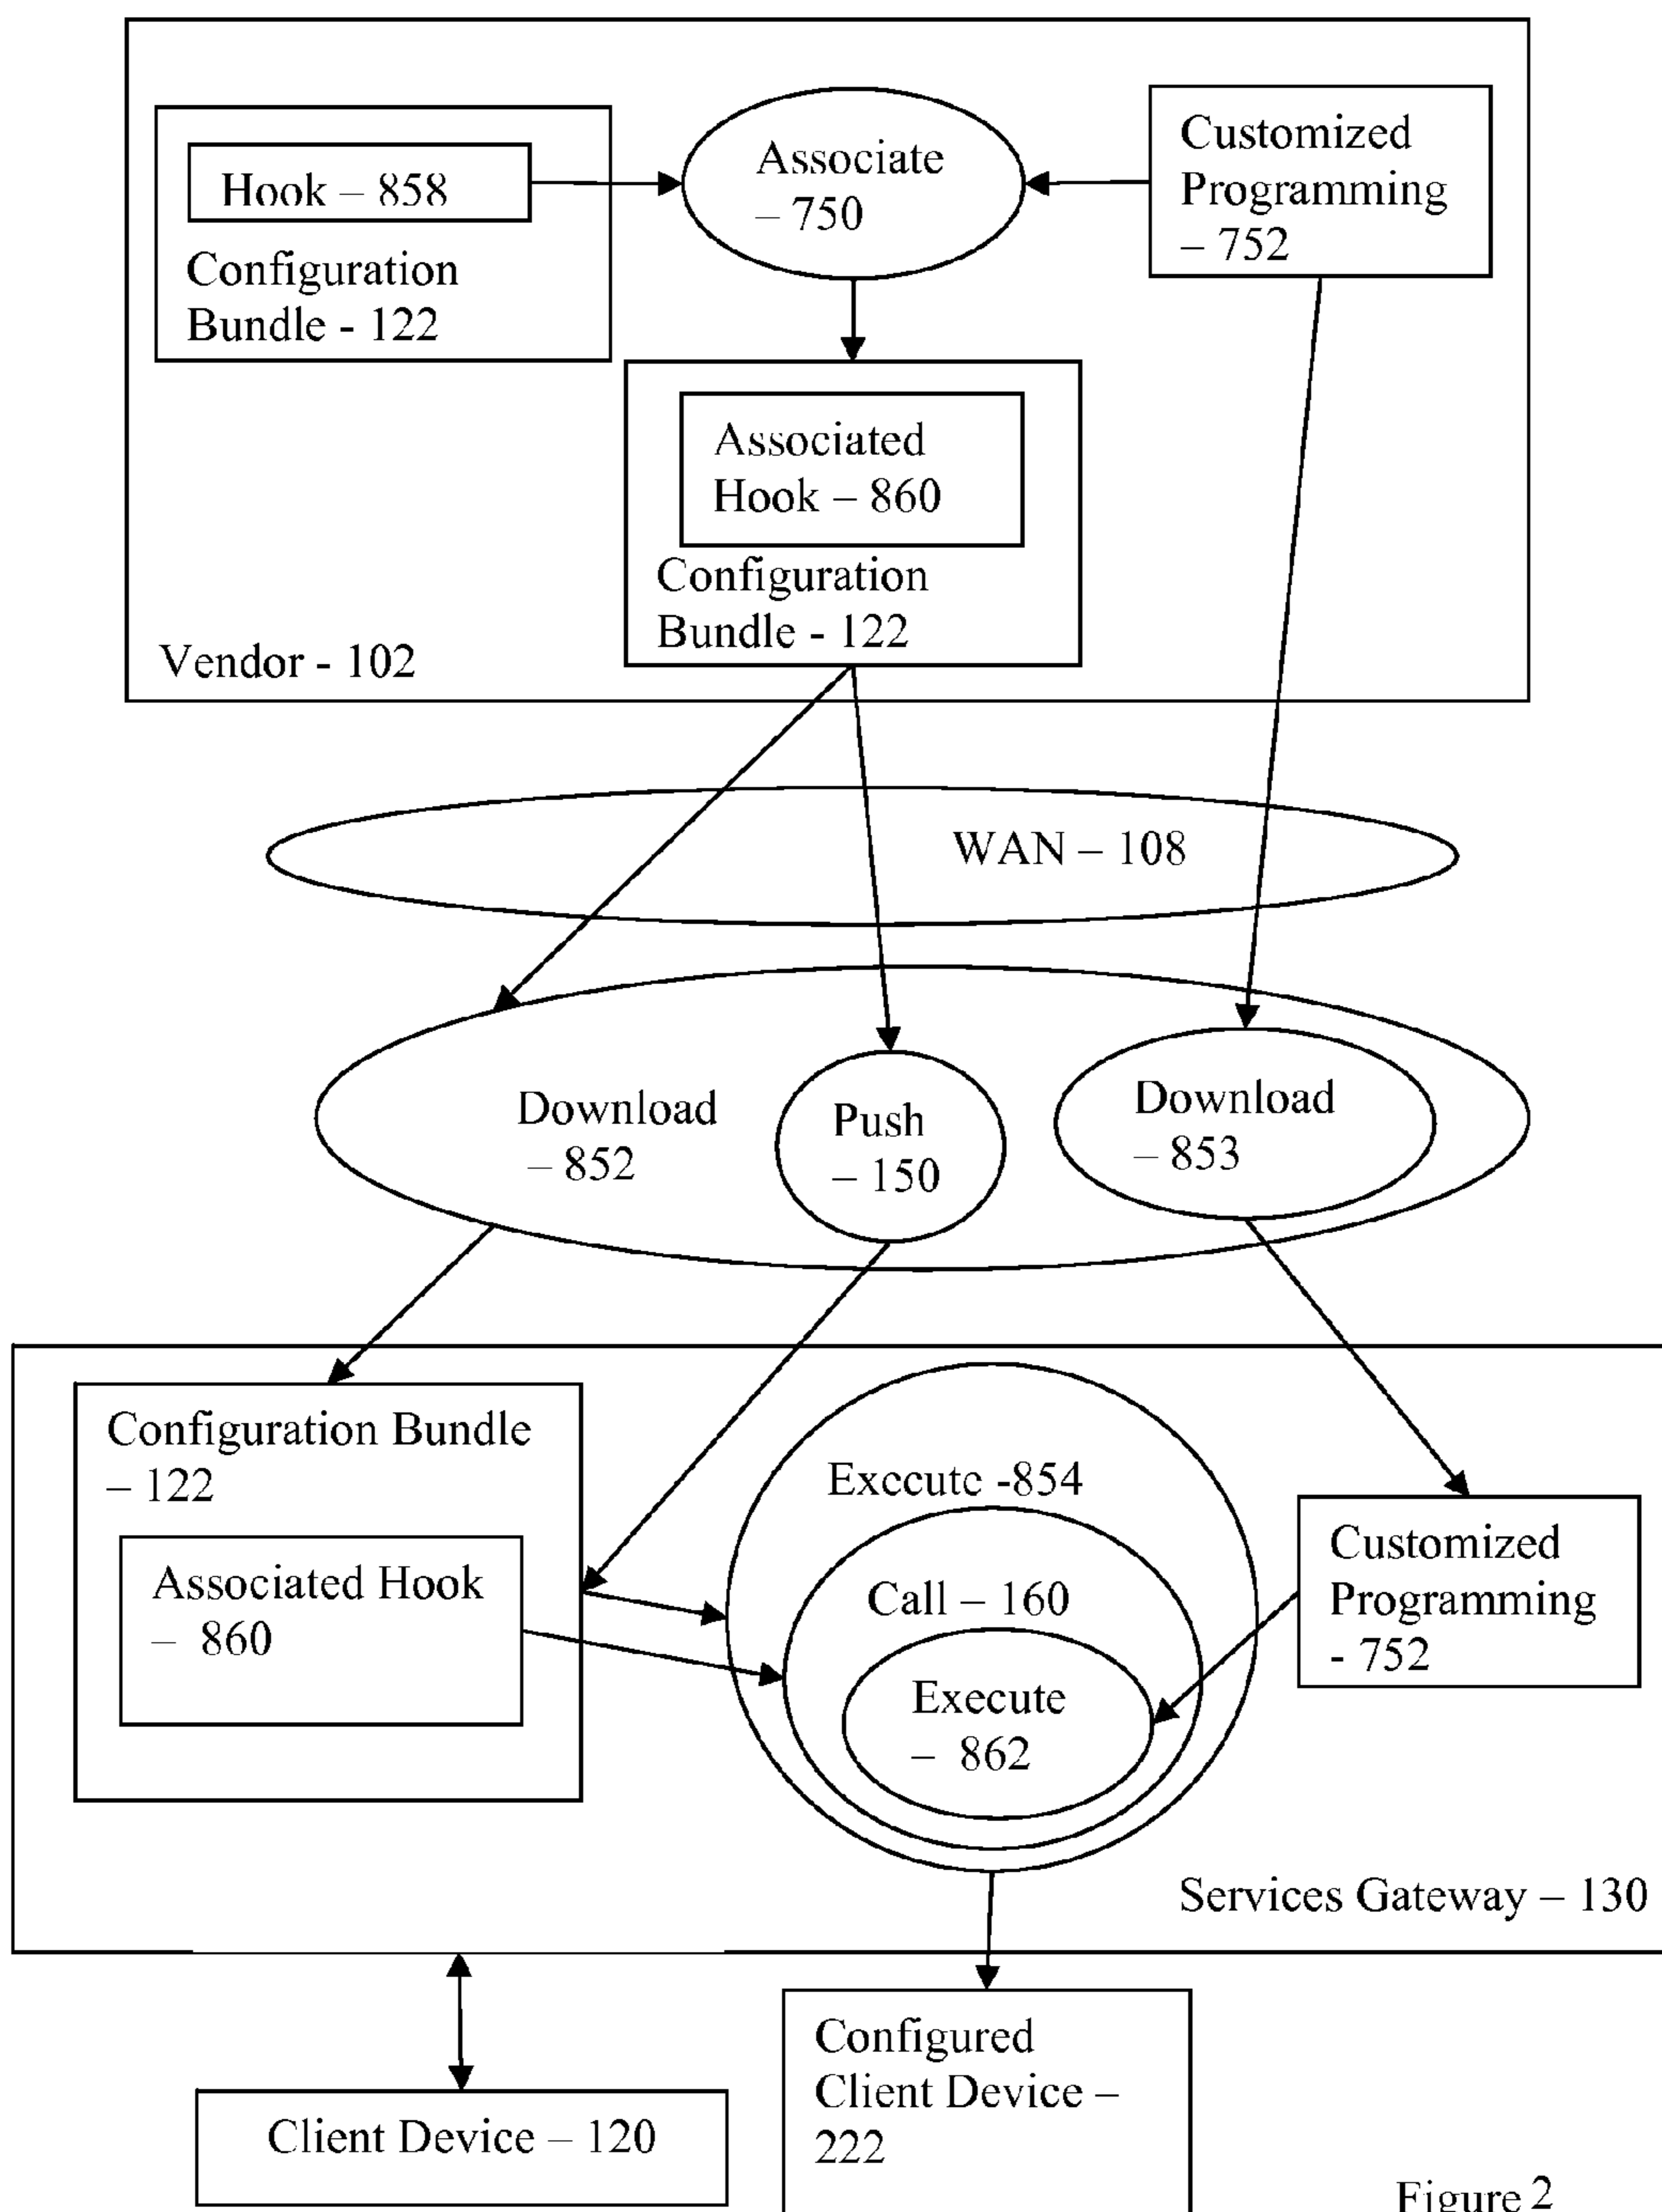 Hook – 858
Configuration
Bundle - 122
Associate
– 750
Customized
Programming
– 752
Associated
Hook – 860
Configuration
Bundle - 122
Vendor - 102
WAN – 108
Download
– 852
Push
– 150
Download
– 853
Configuration Bundle
– 122
Associated Hook
– 860
Execute -854
Call – 160
Execute
– 862
Customized
Programming
- 752
Services Gateway – 130
Client Device – 120
Configured
Client Device –
222
Figure 2